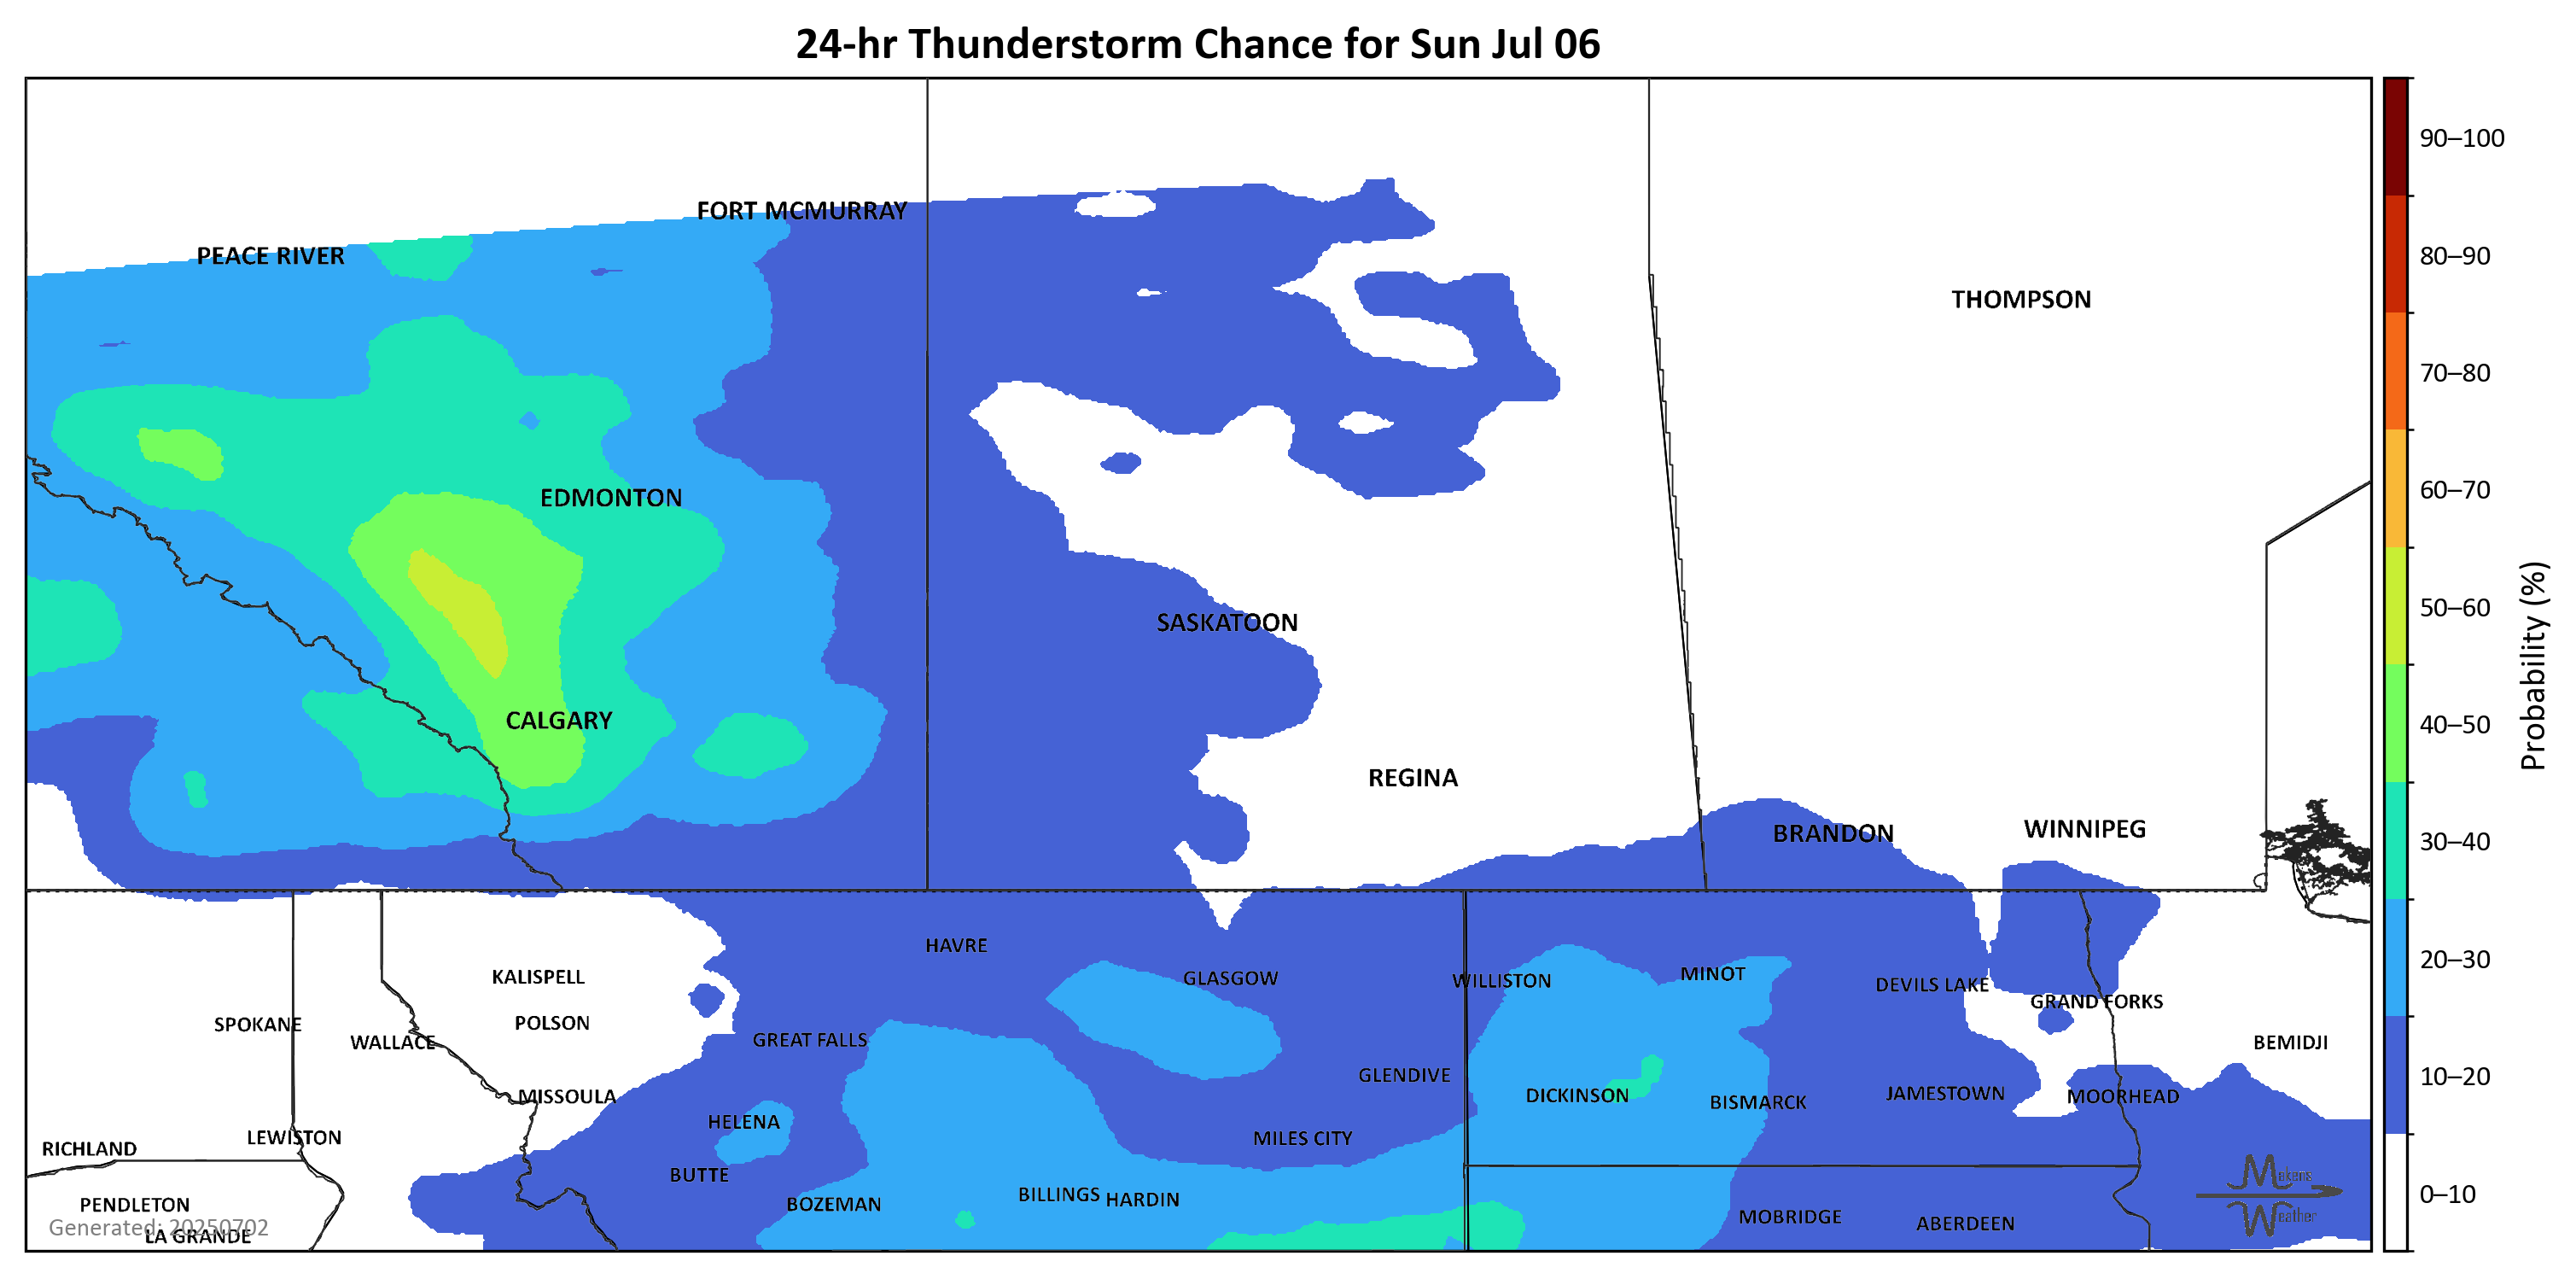 24-hr Thunderstorm Chance for Sun Jul 06
90–100
FORT MCMURRAY
PEACE RIVER
80–90
THOMPSON
70–80
EDMONTON
60–70
SASKATOON
50–60
Probability (%)
CALGARY
40–50
REGINA
BRANDON
WINNIPEG
30–40
HAVRE
KALISPELL
GLASGOW
WILLISTON
MINOT
DEVILS LAKE
20–30
GRAND FORKS
SPOKANE
POLSON
WALLACE
GREAT FALLS
BEMIDJI
GLENDIVE
10–20
MISSOULA
DICKINSON
BISMARCK
JAMESTOWN
MOORHEAD
HELENA
LEWISTON
MILES CITY
RICHLAND
BUTTE
Makens
Weather
0–10
PENDLETON
BOZEMAN
BILLINGS
HARDIN
MOBRIDGE
ABERDEEN
Generated: 20250702
LA GRANDE